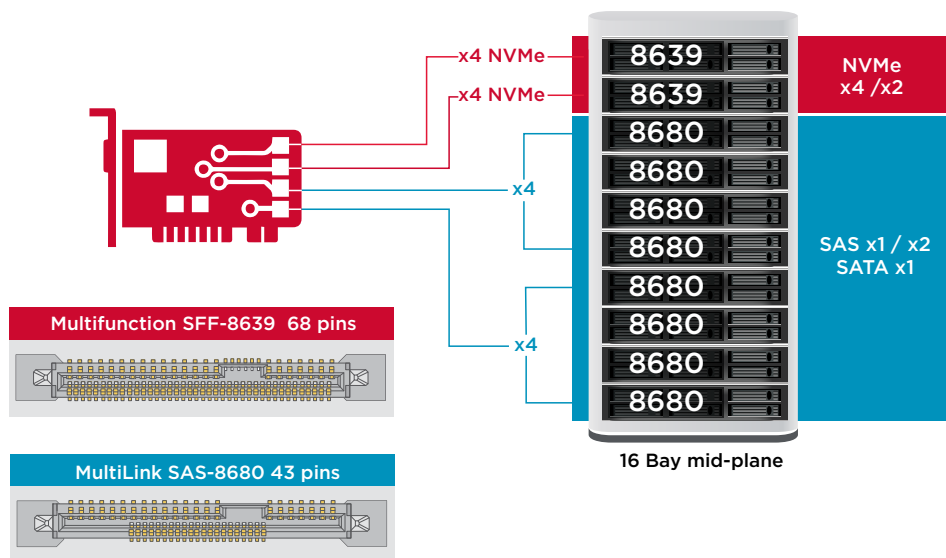 x4 NVMe
x4 NVMe
x4
x4
8639
8639
8680
8680
8680
8680
8680
8680
8680
8680
NVMe
x4 /x2
SAS x1 / x2
SATA x1
16 Bay mid-plane
Multifunction SFF-8639 68 pins
MultiLink SAS-8680 43 pins